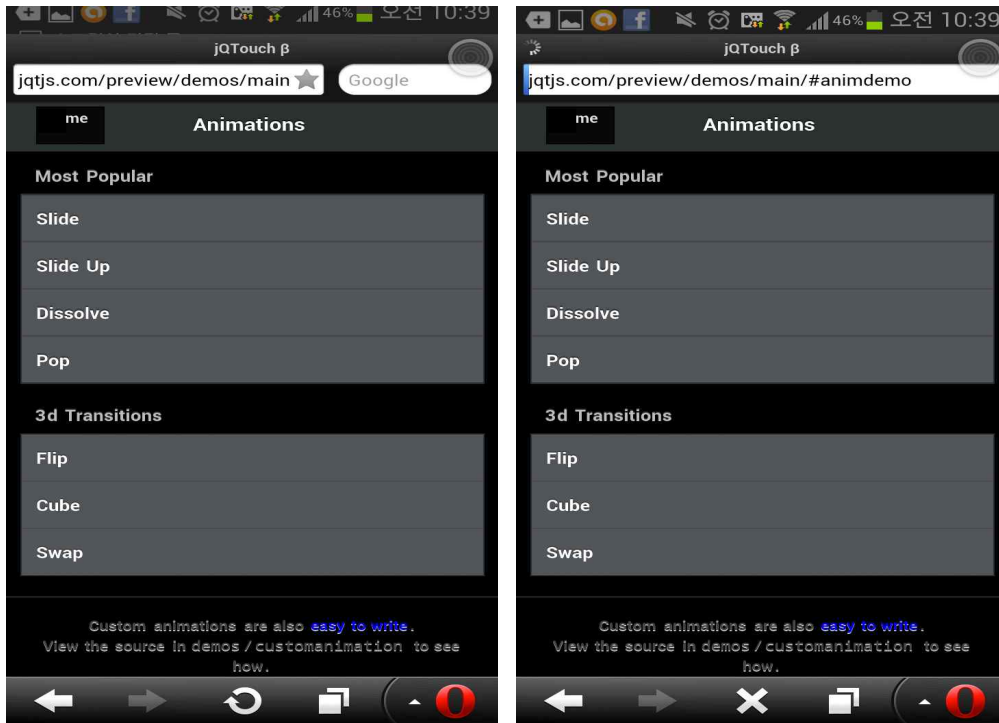 46% 오전 10:39
jQTouch β
jqtjs.com/preview/demos/main
Google
me
Animations
Most Popular
Slide
Slide Up
Dissolve
Pop
3d Transitions
Flip
Cube
Swap
Custom animations are also easy to write.
View the source in demos/customanimation to see
how.
46% 오전 10:39
jQTouch β
jqtjs.com/preview/demos/main/#animdemo
me
Animations
Most Popular
Slide
Slide Up
Dissolve
Pop
3d Transitions
Flip
Cube
Swap
Custom animations are also easy to write.
View the source in demos/customanimation to see
how.